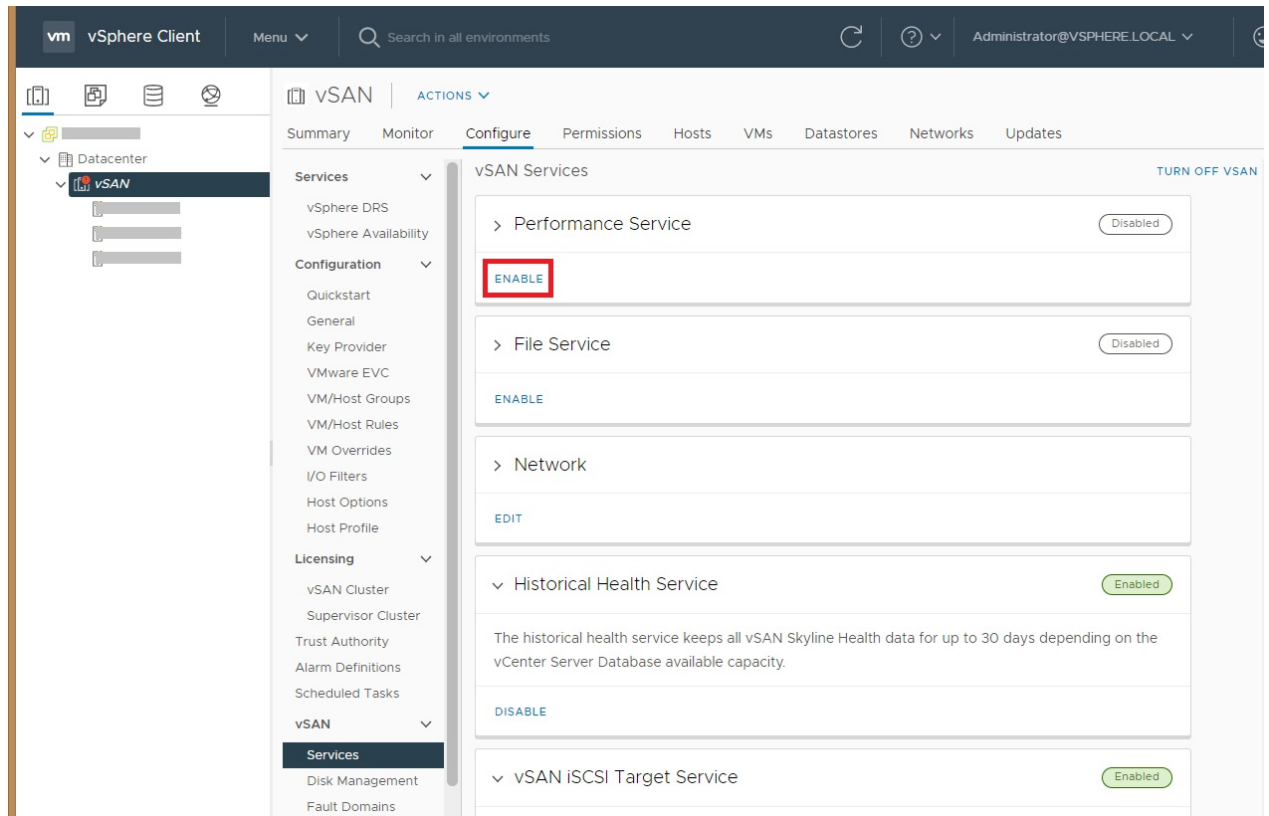 vm vSphere Client Menu Search in all environments Administrator@VSPHERE.LOCAL
vSAN ACTIONS
Summary Monitor Configure Permissions Hosts VMs Datastores Networks Updates
Datacenter
vSAN
Services
vSphere DRS
vSphere Availability
Configuration
Quickstart
General
Key Provider
VMware EVC
VM/Host Groups
VM/Host Rules
VM Overrides
I/O Filters
Host Options
Host Profile
Licensing
vSAN Cluster
Supervisor Cluster
Trust Authority
Alarm Definitions
Scheduled Tasks
vSAN
Services
Disk Management
Fault Domains
vSAN Services TURN OFF VSAN
Performance Service Disabled
ENABLE
File Service Disabled
ENABLE
Network
EDIT
Historical Health Service Enabled
The historical health service keeps all vSAN Skyline Health data for up to 30 days depending on the
vCenter Server Database available capacity.
DISABLE
vSAN iSCSI Target Service Enabled